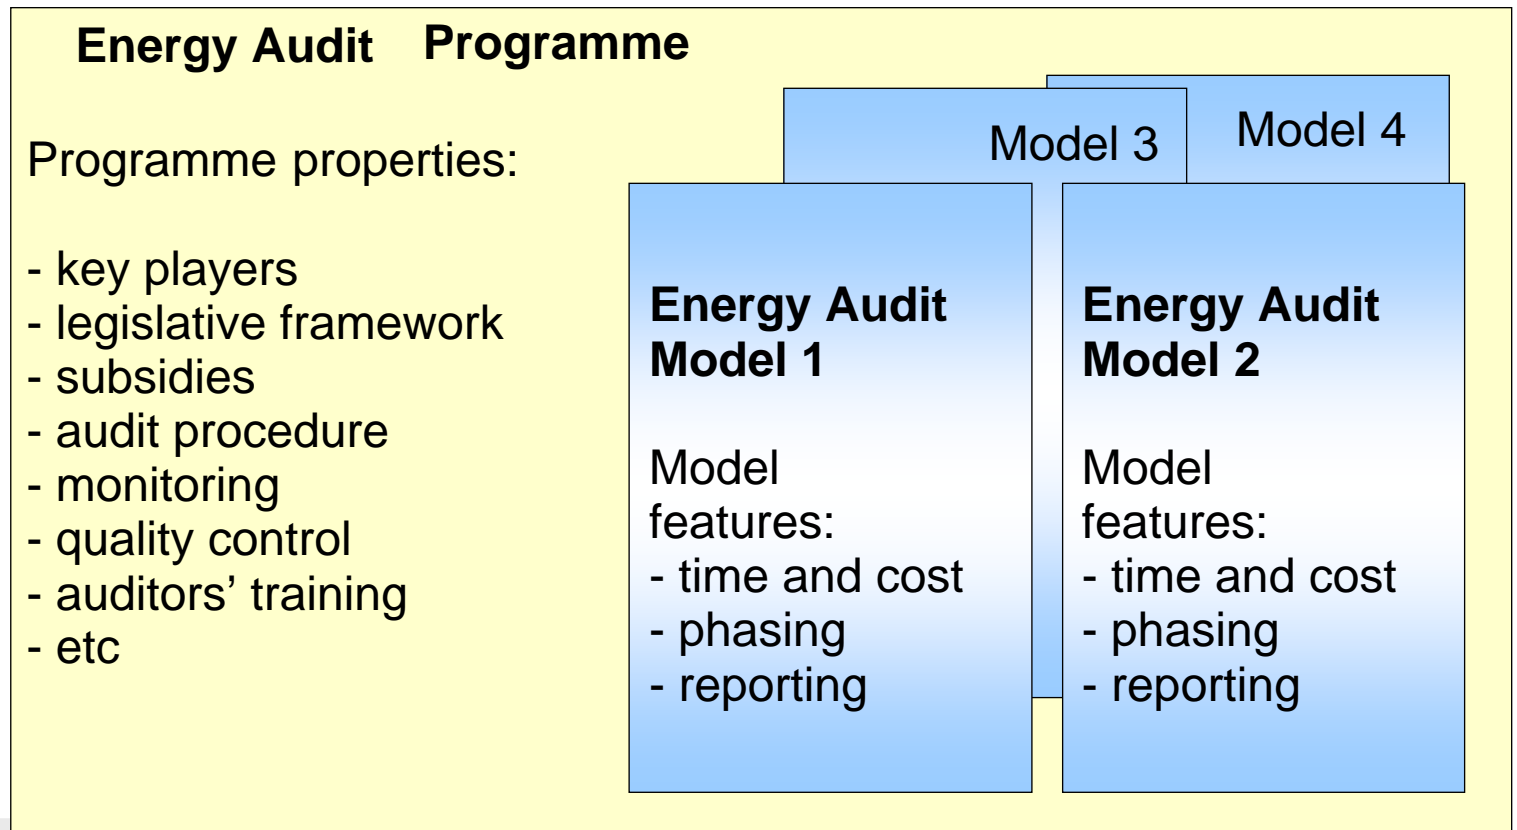 Energy Audit Programme
Programme properties:
- key players
- legislative framework
- subsidies
- audit procedure
- monitoring
- quality control
- auditors’ training
- etc
Model 3
Model 4
Energy Audit
Model 1
Model
features:
- time and cost
- phasing
- reporting
Energy Audit
Model 2
Model
features:
- time and cost
- phasing
- reporting